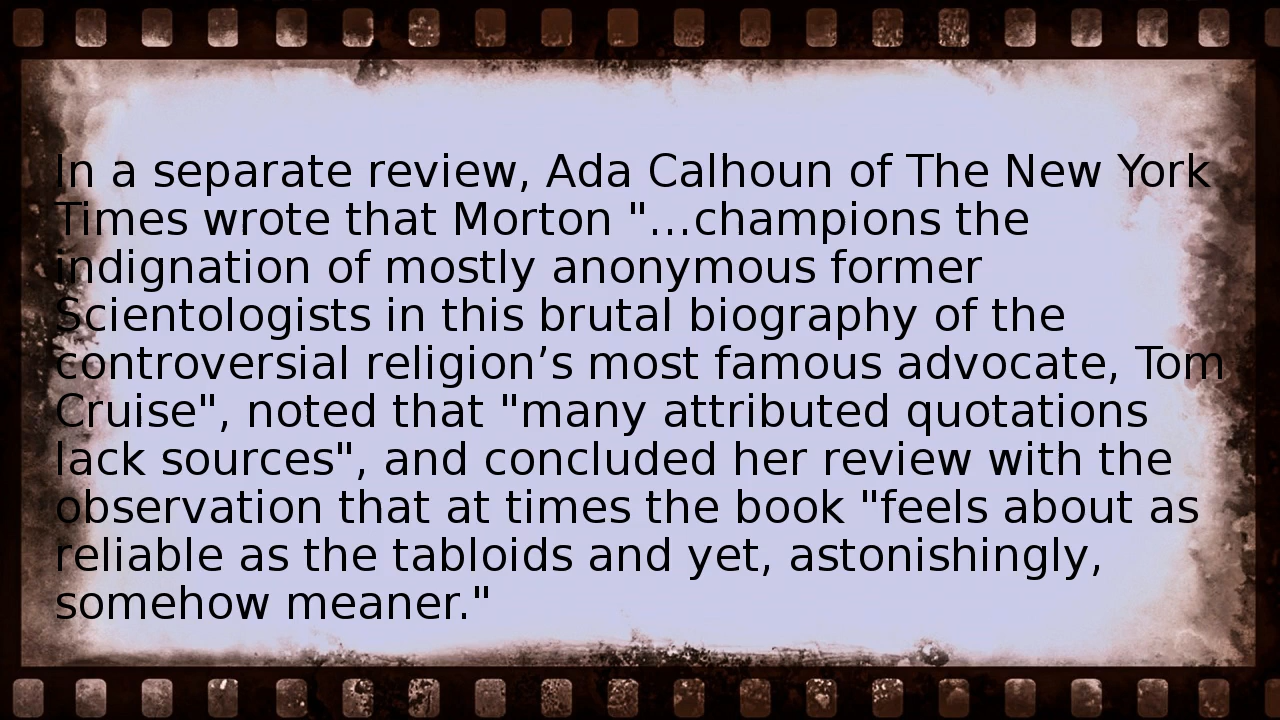 In a separate review, Ada Calhoun of The New York
Times wrote that Morton "...champions the
indignation of mostly anonymous former
Scientologists in this brutal biography of the
controversial religion’s most famous advocate, Tom
Cruise", noted that "many attributed quotations
lack sources", and concluded her review with the
observation that at times the book "feels about as
reliable as the tabloids and yet, astonishingly,
somehow meaner."